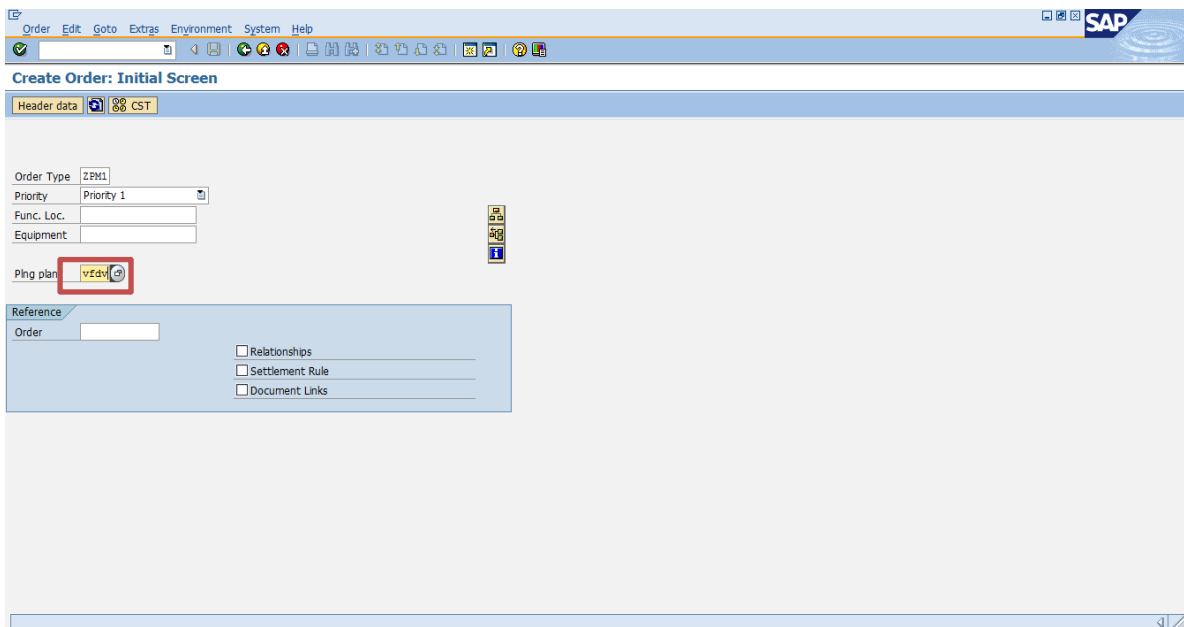 Order Edit Goto Extras Environment System Help
SAP
Create Order: Initial Screen
Header data CST
Order Type ZPM1
Priority Priority 1
Func. Loc.
Equipment
Plng plan vfdv
Reference
Order
Relationships
Settlement Rule
Document Links